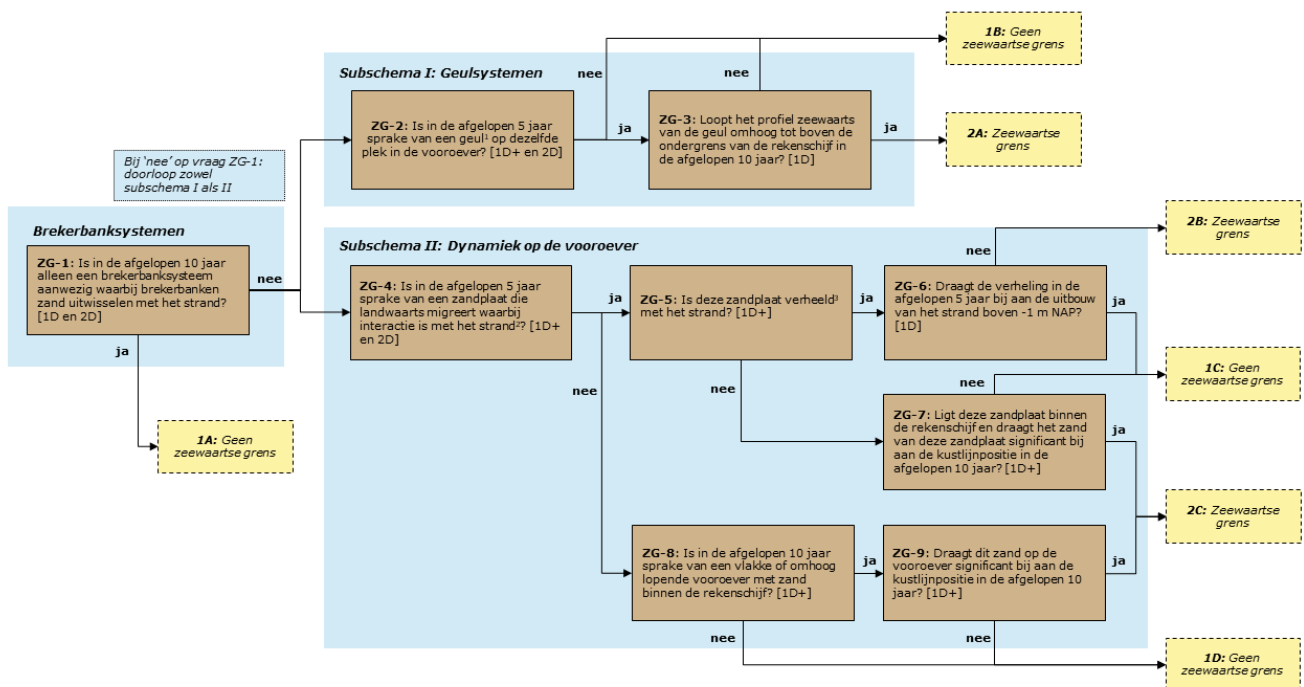 1B: Geen
zeewaartse grens
Subschema I: Geulsystemen
nee
nee
ZG-2: Is in de afgelopen 5 jaar
sprake van een geul¹ op dezelfde
plek in de vooroever? [1D+ en 2D]
ja
ZG-3: Loopt het profiel zeewaarts
van de geul omhoog tot boven de
ondergrens van de rekenschijf in
de afgelopen 10 jaar? [1D]
ja
2A: Zeewaartse
grens
Bij ‘nee’ op vraag ZG-1:
doorloop zowel
subschema I als II
Brekerbanksystemen
ZG-1: Is in de afgelopen 10 jaar
alleen een brekerbanksysteem
aanwezig waarbij brekerbanken
zand uitwisselen met het strand?
[1D en 2D]
nee
ja
1A: Geen
zeewaartse grens
Subschema II: Dynamiek op de vooroever
nee
2B: Zeewaartse
grens
ZG-4: Is in de afgelopen 5 jaar
sprake van een zandplaat die
landwaarts migreert waarbij
interactie is met het strand²? [1D+
en 2D]
ja
nee
ZG-5: Is deze zandplaat verheeld³
met het strand? [1D+]
ja
nee
ZG-6: Draagt de verheling in de
afgelopen 5 jaar bij aan de uitbouw
van het strand boven -1 m NAP?
[1D]
ja
nee
1C: Geen
zeewaartse grens
ZG-7: Ligt deze zandplaat binnen
de rekenschijf en draagt het zand
van deze zandplaat significant bij
aan de kustlijnpositie in de
afgelopen 10 jaar? [1D+]
ja
2C: Zeewaartse
grens
ZG-8: Is in de afgelopen 10 jaar
sprake van een vlakke of omhoog
lopende vooroever met zand
binnen de rekenschijf? [1D+]
ja
ZG-9: Draagt dit zand op de
vooroever significant bij aan de
kustlijnpositie in de afgelopen 10
jaar? [1D+]
ja
nee
nee
1D: Geen
zeewaartse grens